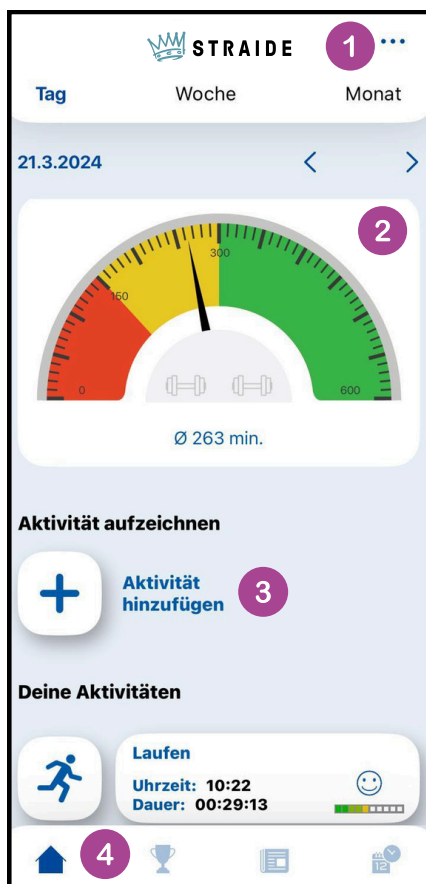 STRAIDE
1
Tag Woche Monat
21.3.2024
2
0 150 300 600
Ø 263 min.
Aktivität aufzeichnen
Aktivität
hinzufügen
3
Deine Aktivitäten
Laufen
Uhrzeit: 10:22
Dauer: 00:29:13
4
12